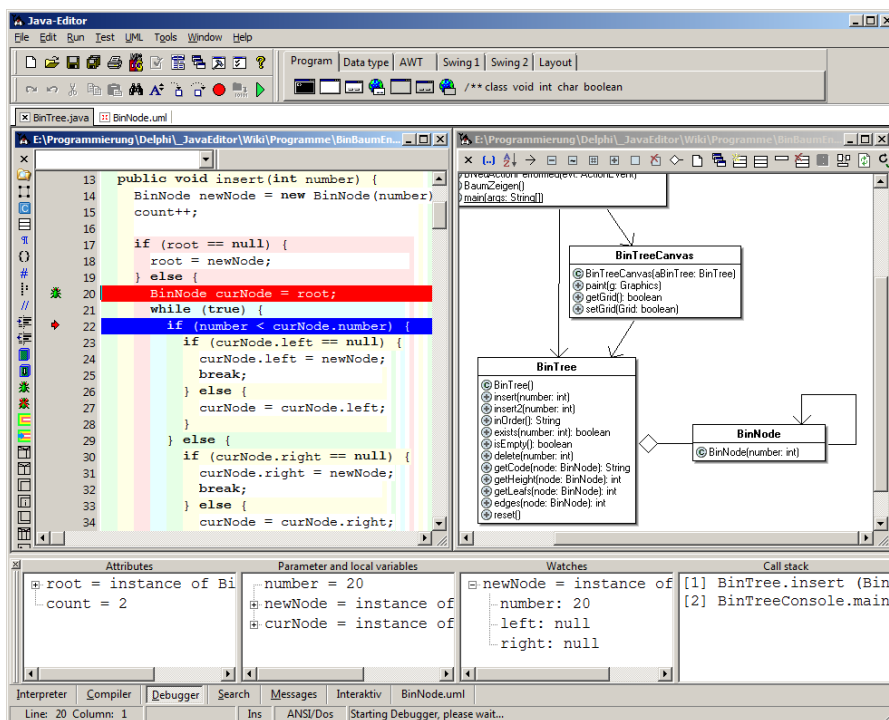 Java-Editor
File Edit Run Test UML Tools Window Help
Program Data type AWT Swing 1 Swing 2 Layout
/** class void int char boolean
BinTree.java BinNode.uml
E:\Programmierung\Delphi\_JavaEditor\Wiki\Programme\BinBaumEn...
13 public void insert(int number) {
14 BinNode newNode = new BinNode(number)
15 count++;
16
17 if (root == null) {
18 root = newNode;
19 } else {
20 BinNode curNode = root;
21 while (true) {
22 if (number < curNode.number) {
23 if (curNode.left == null) {
24 curNode.left = newNode;
25 break;
26 } else {
27 curNode = curNode.left;
28 }
29 } else {
30 if (curNode.right == null) {
31 curNode.right = newNode;
32 break;
33 } else {
34 curNode = curNode.right;
E:\Programmierung\Delphi\_JavaEditor\Wiki\Programme\BinBaumEn...
BaumZeigen()
main(args: String[])
BinTreeCanvas
BinTreeCanvas(aBinTree: BinTree)
paint(g: Graphics)
getGrid(): boolean
setGrid(Grid: boolean)
BinTree
BinTree()
insert(number: int)
insert2(number: int)
inOrder(): String
exists(number: int): boolean
isEmpty(): boolean
delete(number: int)
getCode(node: BinNode): String
getHeight(node: BinNode): int
getLeafs(node: BinNode): int
edges(node: BinNode): int
reset()
BinNode
BinNode(number: int)
Attributes
root = instance of Bi
count = 2
Parameter and local variables
number = 20
newNode = instance of
curNode = instance of
Watches
newNode = instance of
number: 20
left: null
right: null
Call stack
[1] BinTree.insert (Bin
[2] BinTreeConsole.main
Interpreter Compiler Debugger Search Messages Interaktiv BinNode.uml
Line: 20 Column: 1 Ins ANSI/Dos Starting Debugger, please wait...